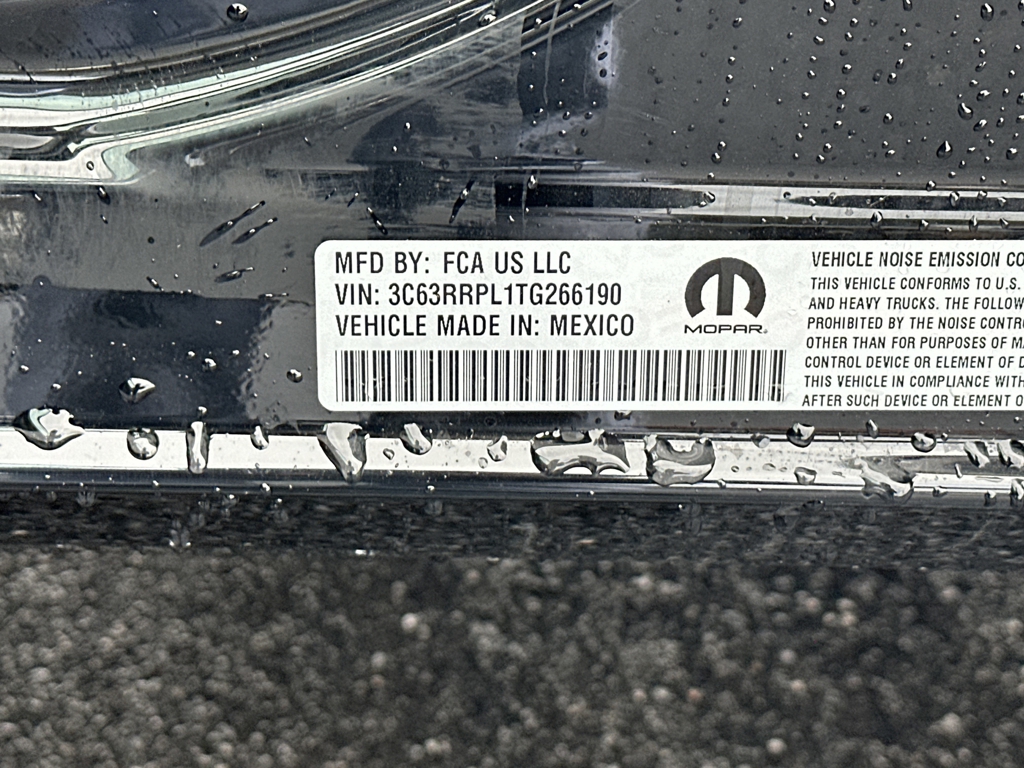 MFD BY: FCA US LLC
VIN: 3C63RRPL1TG266190
VEHICLE MADE IN: MEXICO
MOPAR®
VEHICLE NOISE EMISSION CO
THIS VEHICLE CONFORMS TO U.S.
AND HEAVY TRUCKS. THE FOLLOW
PROHIBITED BY THE NOISE CONTR
OTHER THAN FOR PURPOSES OF MA
CONTROL DEVICE OR ELEMENT OF D
THIS VEHICLE IN COMPLIANCE WITH
AFTER SUCH DEVICE OR ELEMENT O